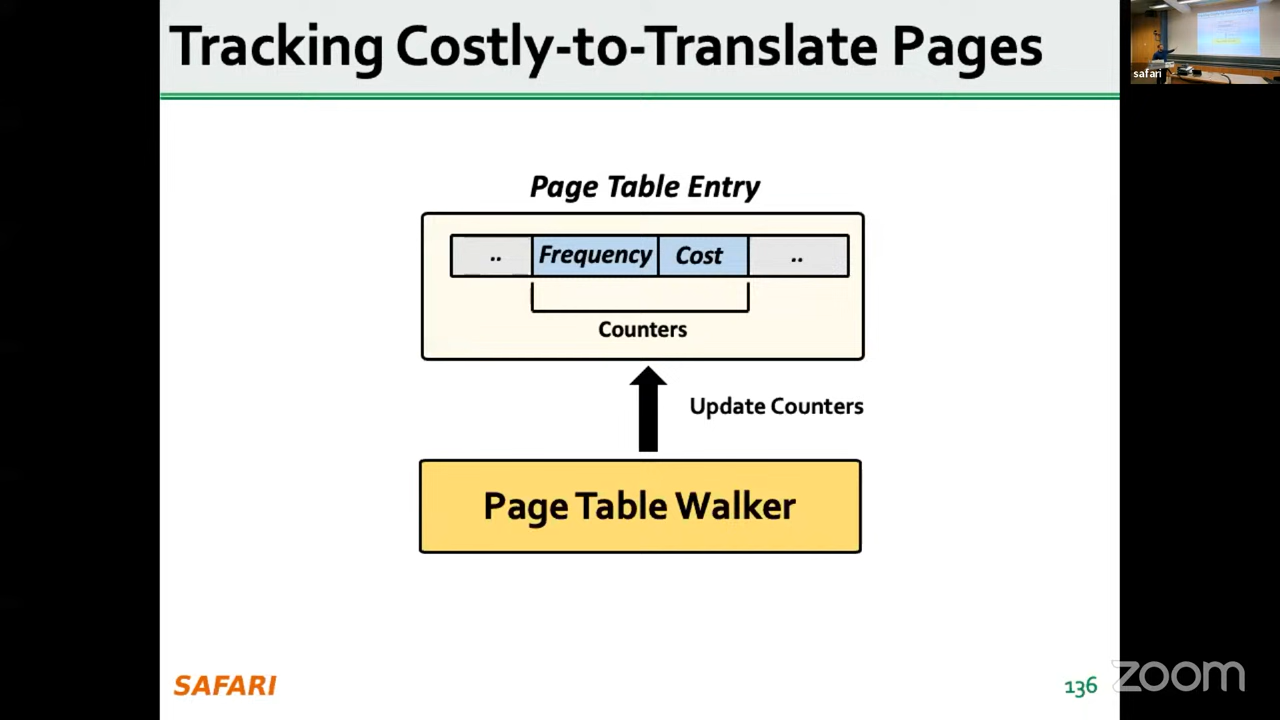 Tracking Costly-to-Translate Pages
safari
Page Table Entry
.. Frequency Cost ..
Counters
Update Counters
Page Table Walker
SAFARI
136
zoom